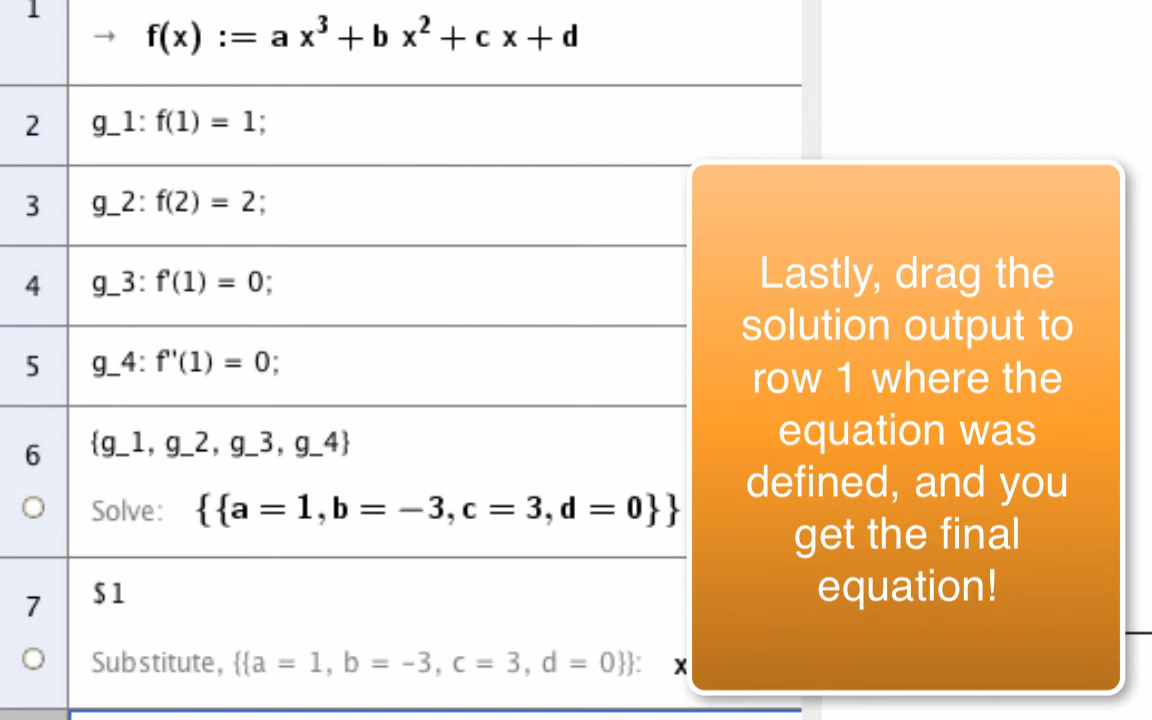 1
→ f(x) := a x³ + b x² + c x + d
2
g_1: f(1) = 1;
3
g_2: f(2) = 2;
4
g_3: f'(1) = 0;
5
g_4: f''(1) = 0;
6
{g_1, g_2, g_3, g_4}
Solve: {{a = 1, b = −3, c = 3, d = 0}}
7
$1
Substitute, {{a = 1, b = -3, c = 3, d = 0}}: x
Lastly, drag the
solution output to
row 1 where the
equation was
defined, and you
get the final
equation!